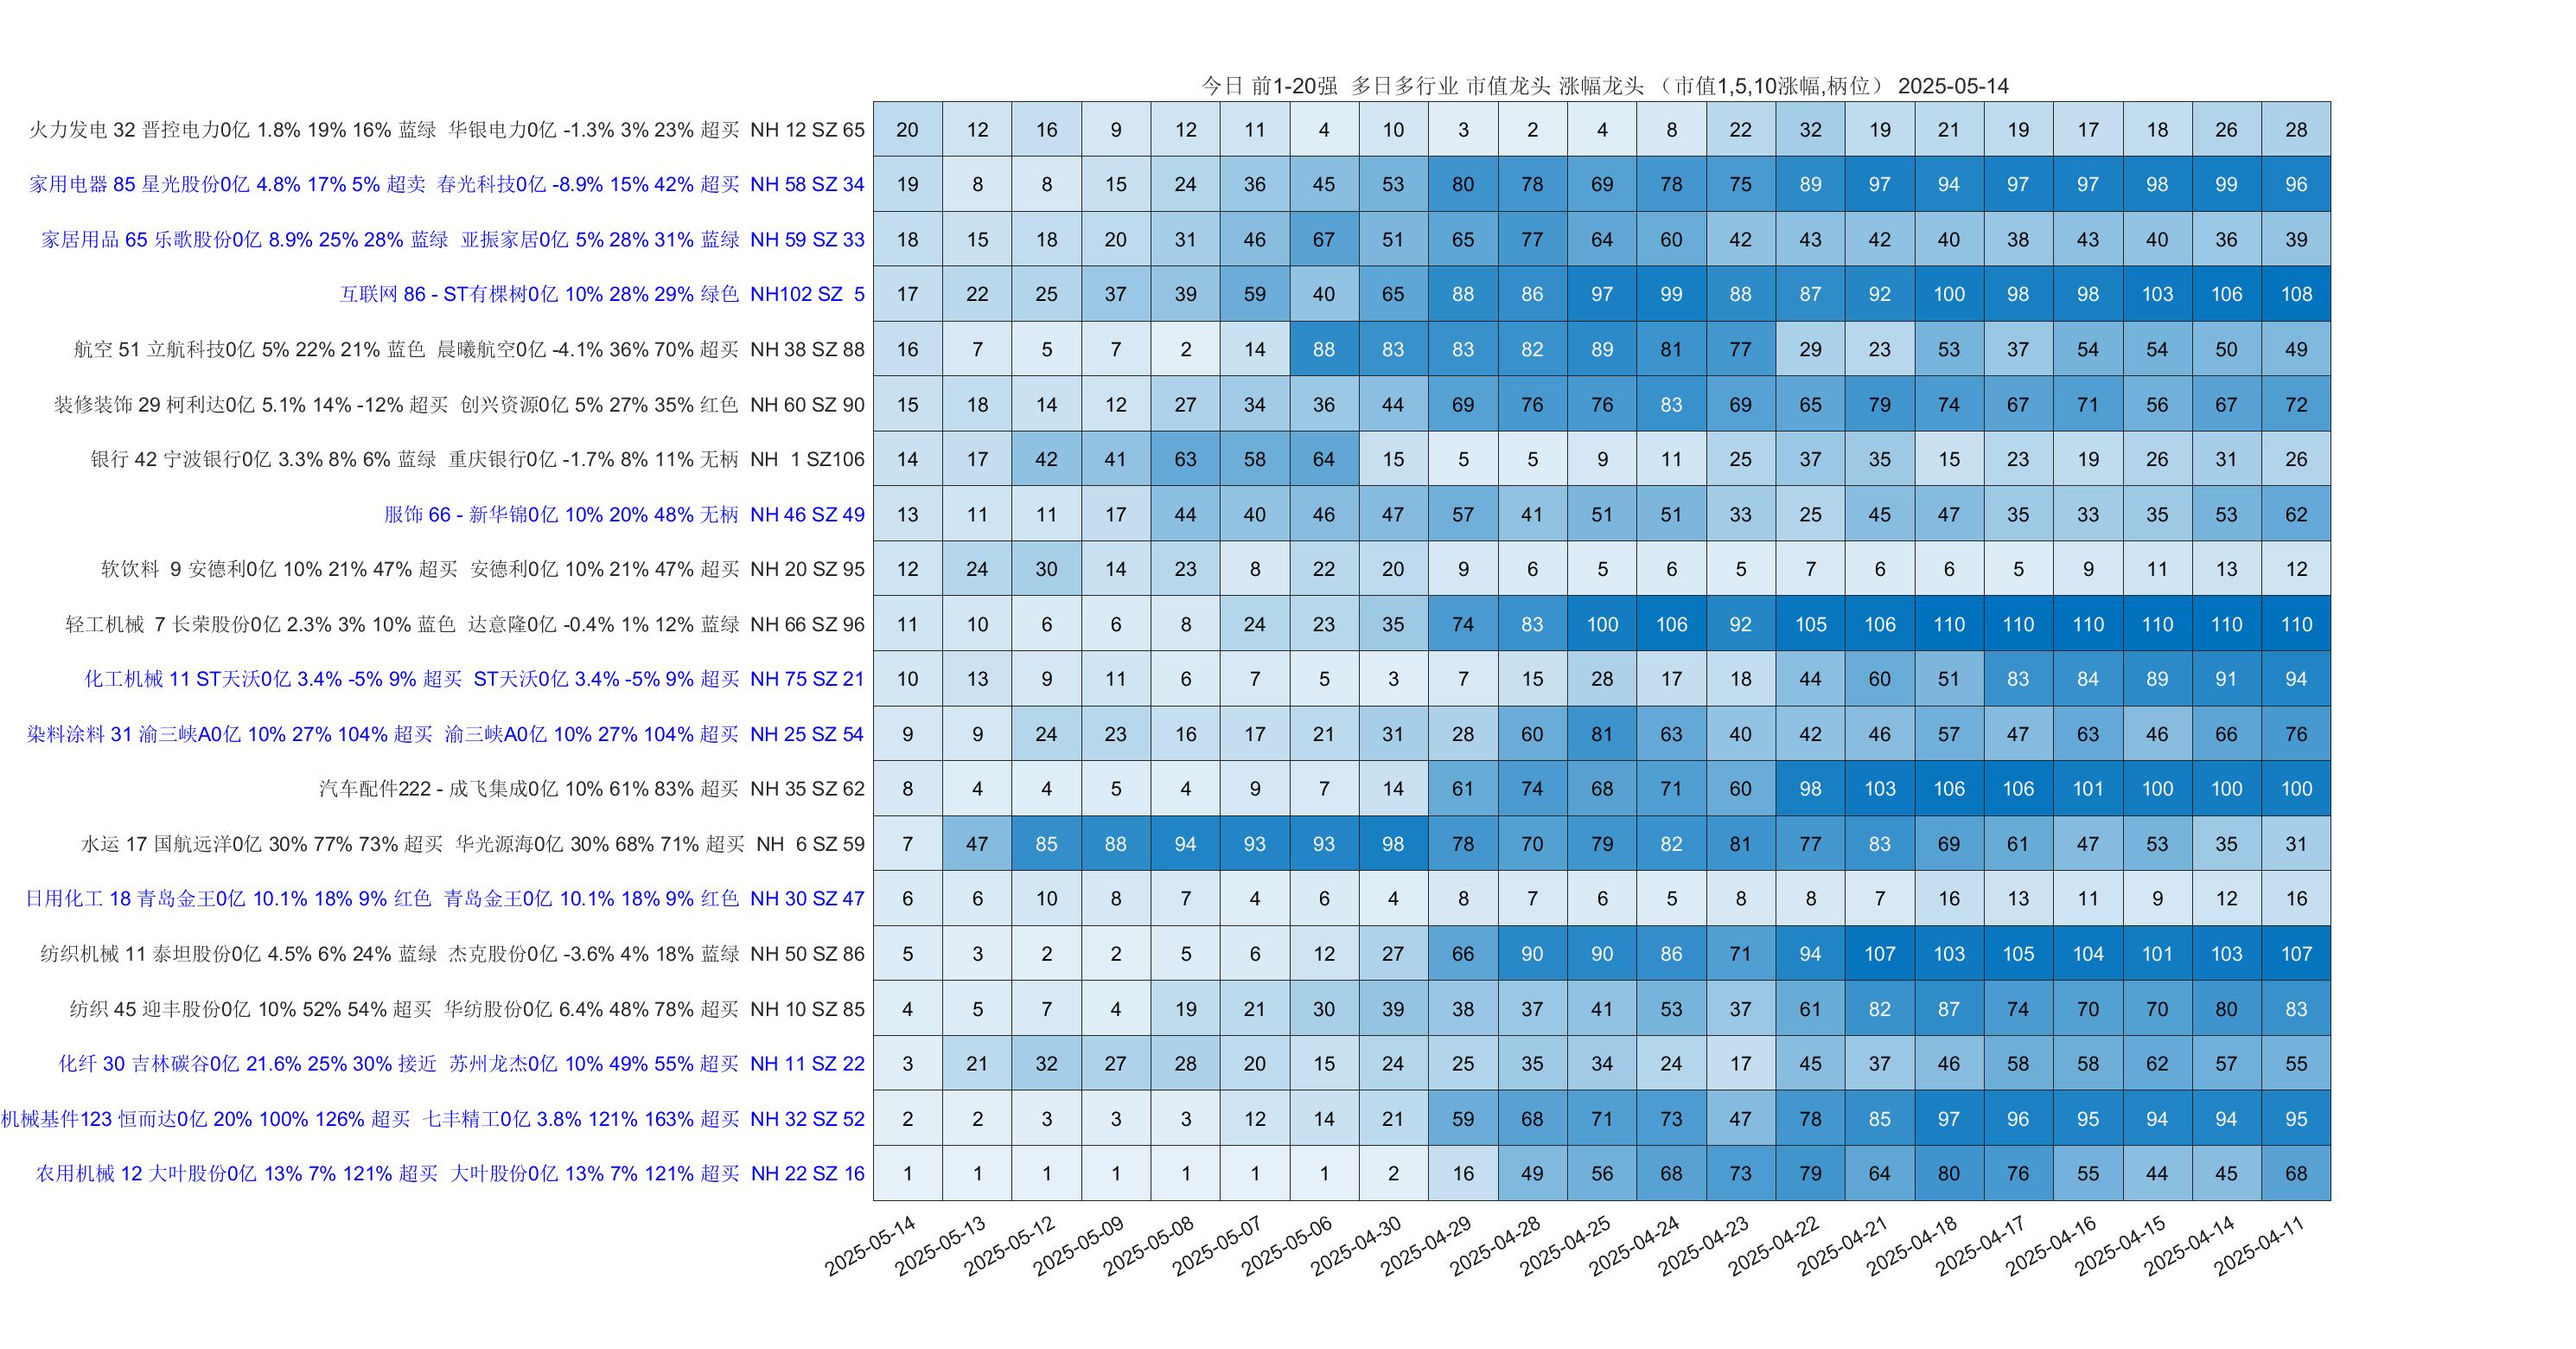 今日 前1-20强 多日多行业 市值龙头 涨幅龙头 （市值1,5,10涨幅,柄位） 2025-05-14
火力发电 32 晋控电力0亿 1.8% 19% 16% 蓝绿 华银电力0亿 -1.3% 3% 23% 超买 NH 12 SZ 65 20 12 16 9 12 11 4 10 3 2 4 8 22 32 19 21 19 17 18 26 28
家用电器 85 星光股份0亿 4.8% 17% 5% 超卖 春光科技0亿 -8.9% 15% 42% 超买 NH 58 SZ 34 19 8 8 15 24 36 45 53 80 78 69 78 75 89 97 94 97 97 98 99 96
家居用品 65 乐歌股份0亿 8.9% 25% 28% 蓝绿 亚振家居0亿 5% 28% 31% 蓝绿 NH 59 SZ 33 18 15 18 20 31 46 67 51 65 77 64 60 42 43 42 40 38 43 40 36 39
互联网 86 - ST有棵树0亿 10% 28% 29% 绿色 NH102 SZ 5 17 22 25 37 39 59 40 65 88 86 97 99 88 87 92 100 98 98 103 106 108
航空 51 立航科技0亿 5% 22% 21% 蓝色 晨曦航空0亿 -4.1% 36% 70% 超买 NH 38 SZ 88 16 7 5 7 2 14 88 83 83 82 89 81 77 29 23 53 37 54 54 50 49
装修装饰 29 柯利达0亿 5.1% 14% -12% 超买 创兴资源0亿 5% 27% 35% 红色 NH 60 SZ 90 15 18 14 12 27 34 36 44 69 76 76 83 69 65 79 74 67 71 56 67 72
银行 42 宁波银行0亿 3.3% 8% 6% 蓝绿 重庆银行0亿 -1.7% 8% 11% 无柄 NH 1 SZ106 14 17 42 41 63 58 64 15 5 5 9 11 25 37 35 15 23 19 26 31 26
服饰 66 - 新华锦0亿 10% 20% 48% 无柄 NH 46 SZ 49 13 11 11 17 44 40 46 47 57 41 51 51 33 25 45 47 35 33 35 53 62
软饮料 9 安德利0亿 10% 21% 47% 超买 安德利0亿 10% 21% 47% 超买 NH 20 SZ 95 12 24 30 14 23 8 22 20 9 6 5 6 5 7 6 6 5 9 11 13 12
轻工机械 7 长荣股份0亿 2.3% 3% 10% 蓝色 达意隆0亿 -0.4% 1% 12% 蓝绿 NH 66 SZ 96 11 10 6 6 8 24 23 35 74 83 100 106 92 105 106 110 110 110 110 110 110
化工机械 11 ST天沃0亿 3.4% -5% 9% 超买 ST天沃0亿 3.4% -5% 9% 超买 NH 75 SZ 21 10 13 9 11 6 7 5 3 7 15 28 17 18 44 60 51 83 84 89 91 94
染料涂料 31 渝三峡A0亿 10% 27% 104% 超买 渝三峡A0亿 10% 27% 104% 超买 NH 25 SZ 54 9 9 24 23 16 17 21 31 28 60 81 63 40 42 46 57 47 63 46 66 76
汽车配件222 - 成飞集成0亿 10% 61% 83% 超买 NH 35 SZ 62 8 4 4 5 4 9 7 14 61 74 68 71 60 98 103 106 106 101 100 100 100
水运 17 国航远洋0亿 30% 77% 73% 超买 华光源海0亿 30% 68% 71% 超买 NH 6 SZ 59 7 47 85 88 94 93 93 98 78 70 79 82 81 77 83 69 61 47 53 35 31
日用化工 18 青岛金王0亿 10.1% 18% 9% 红色 青岛金王0亿 10.1% 18% 9% 红色 NH 30 SZ 47 6 6 10 8 7 4 6 4 8 7 6 5 8 8 7 16 13 11 9 12 16
纺织机械 11 泰坦股份0亿 4.5% 6% 24% 蓝绿 杰克股份0亿 -3.6% 4% 18% 蓝绿 NH 50 SZ 86 5 3 2 2 5 6 12 27 66 90 90 86 71 94 107 103 105 104 101 103 107
纺织 45 迎丰股份0亿 10% 52% 54% 超买 华纺股份0亿 6.4% 48% 78% 超买 NH 10 SZ 85 4 5 7 4 19 21 30 39 38 37 41 53 37 61 82 87 74 70 70 80 83
化纤 30 吉林碳谷0亿 21.6% 25% 30% 接近 苏州龙杰0亿 10% 49% 55% 超买 NH 11 SZ 22 3 21 32 27 28 20 15 24 25 35 34 24 17 45 37 46 58 58 62 57 55
机械基件123 恒而达0亿 20% 100% 126% 超买 七丰精工0亿 3.8% 121% 163% 超买 NH 32 SZ 52 2 2 3 3 3 12 14 21 59 68 71 73 47 78 85 97 96 95 94 94 95
农用机械 12 大叶股份0亿 13% 7% 121% 超买 大叶股份0亿 13% 7% 121% 超买 NH 22 SZ 16 1 1 1 1 1 1 1 2 16 49 56 68 73 79 64 80 76 55 44 45 68
2025-05-14 2025-05-13 2025-05-12 2025-05-09 2025-05-08 2025-05-07 2025-05-06 2025-04-30 2025-04-29 2025-04-28 2025-04-25 2025-04-24 2025-04-23 2025-04-22 2025-04-21 2025-04-18 2025-04-17 2025-04-16 2025-04-15 2025-04-14 2025-04-11